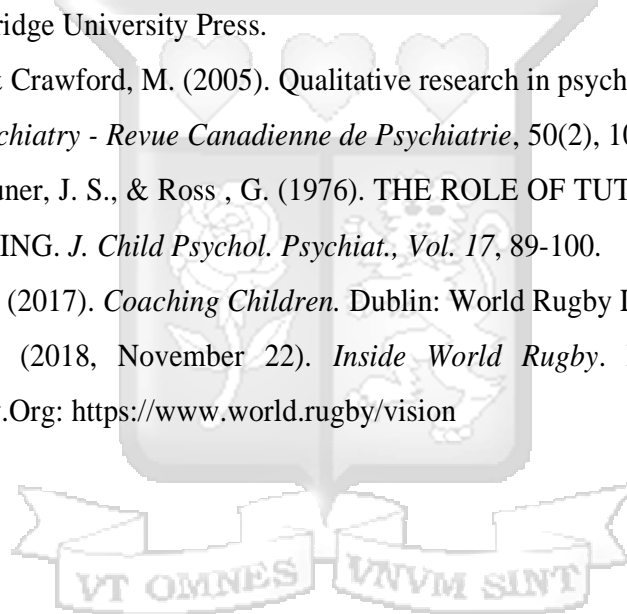 ridge University Press.
Crawford, M. (2005). Qualitative research in psych
chiatry - Revue Canadienne de Psychiatrie, 50(2), 10
uner, J. S., & Ross , G. (1976). THE ROLE OF TUT
ING. J. Child Psychol. Psychiat., Vol. 17, 89-100.
(2017). Coaching Children. Dublin: World Rugby
(2018, November 22). Inside World Rugby.
.Org: https://www.world.rugby/vision
VT OMNES VNVM SINT